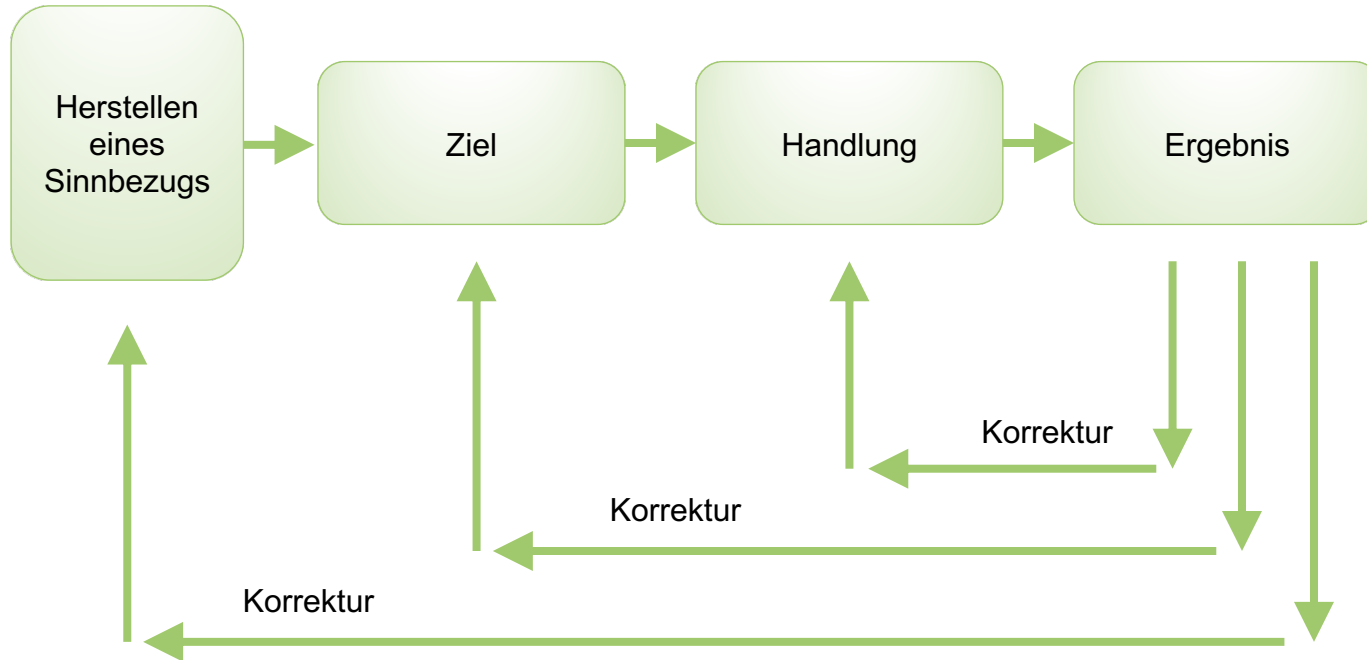 Herstellen
eines
Sinnbezugs
Ziel
Handlung
Ergebnis
Korrektur
Korrektur
Korrektur